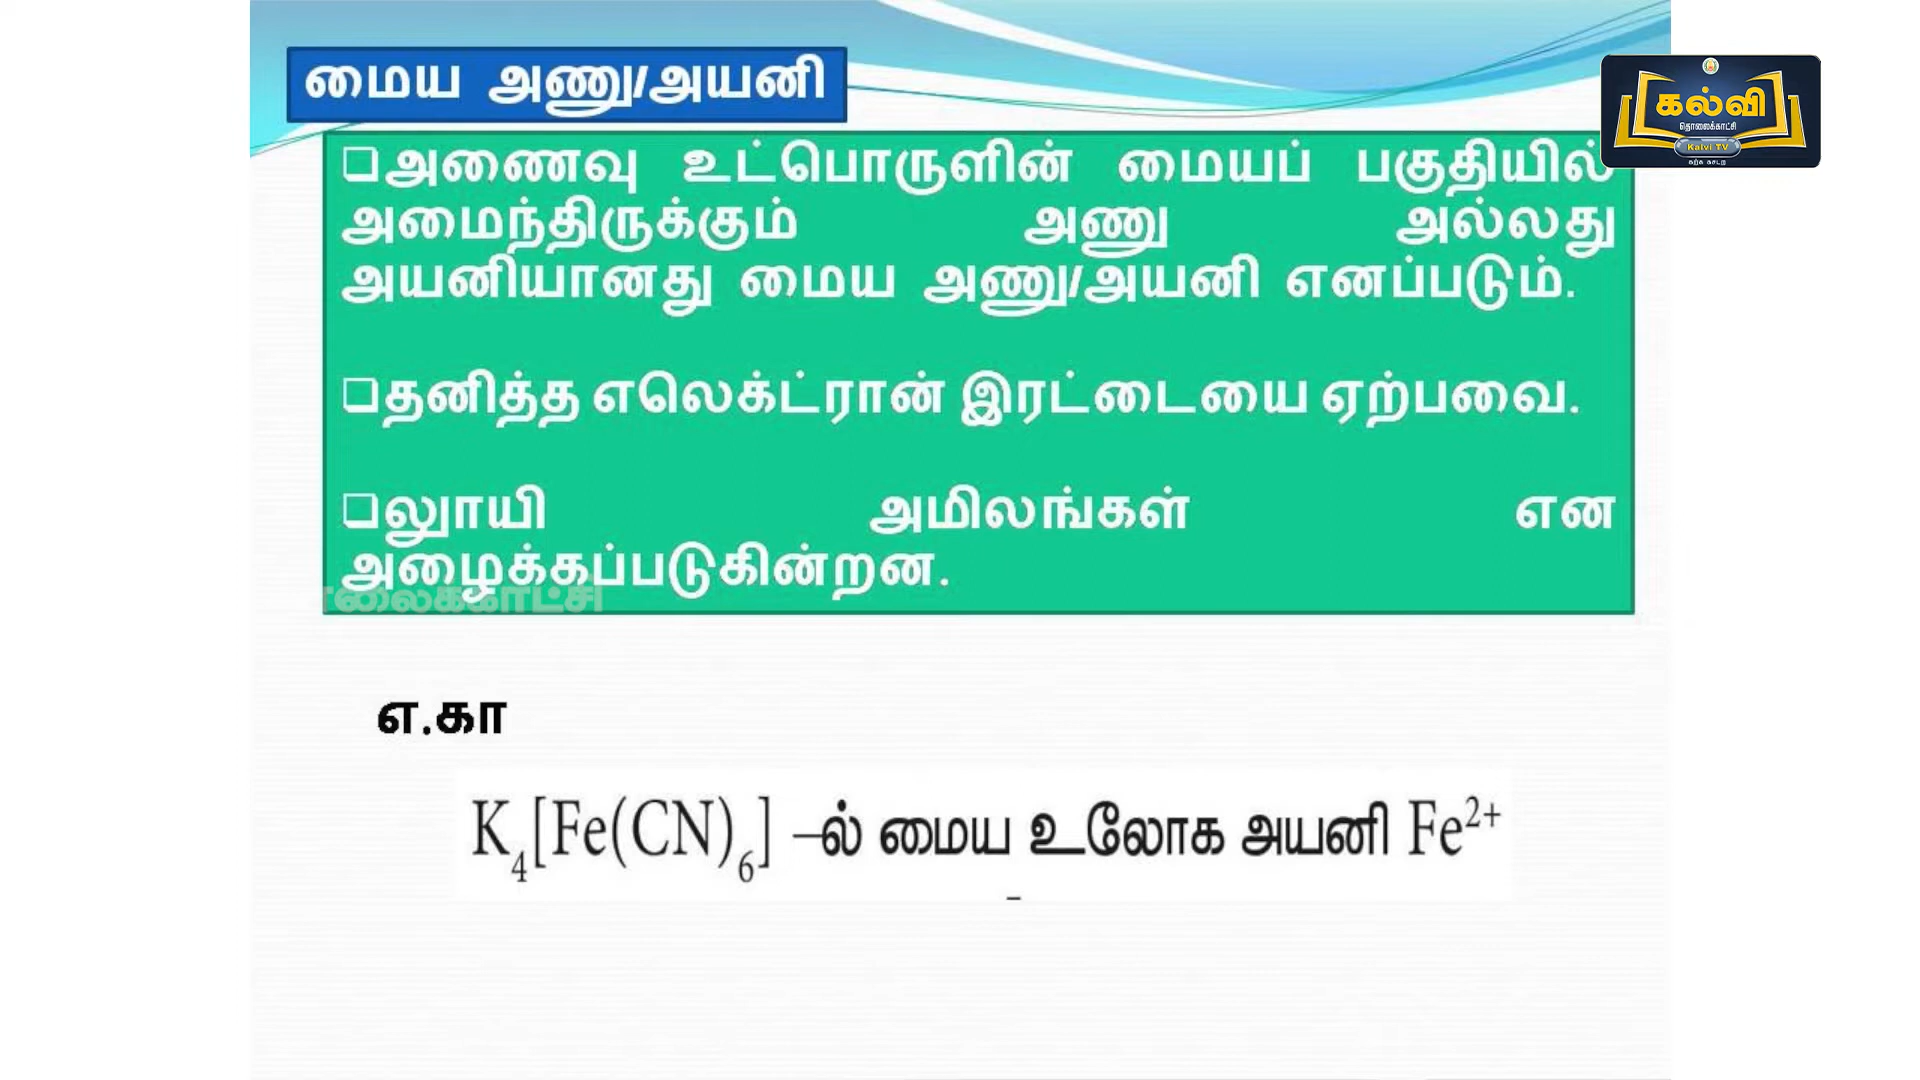 மைய அணு/அயனி
கல்வி
தொலைக்காட்சி
Kalvi TV
கற்க கசடற
❑அணைவு உட்பொருளின் மையப் பகுதியில்
அமைந்திருக்கும் அணு அல்லது
அயனியானது மைய அணு/அயனி எனப்படும்.
❑தனித்த எலெக்ட்ரான் இரட்டையை ஏற்பவை.
❑லூயி அமிலங்கள் என
அழைக்கப்படுகின்றன.
எ.கா
K₄[Fe(CN)₆] –ல் மைய உலோக அயனி Fe²⁺